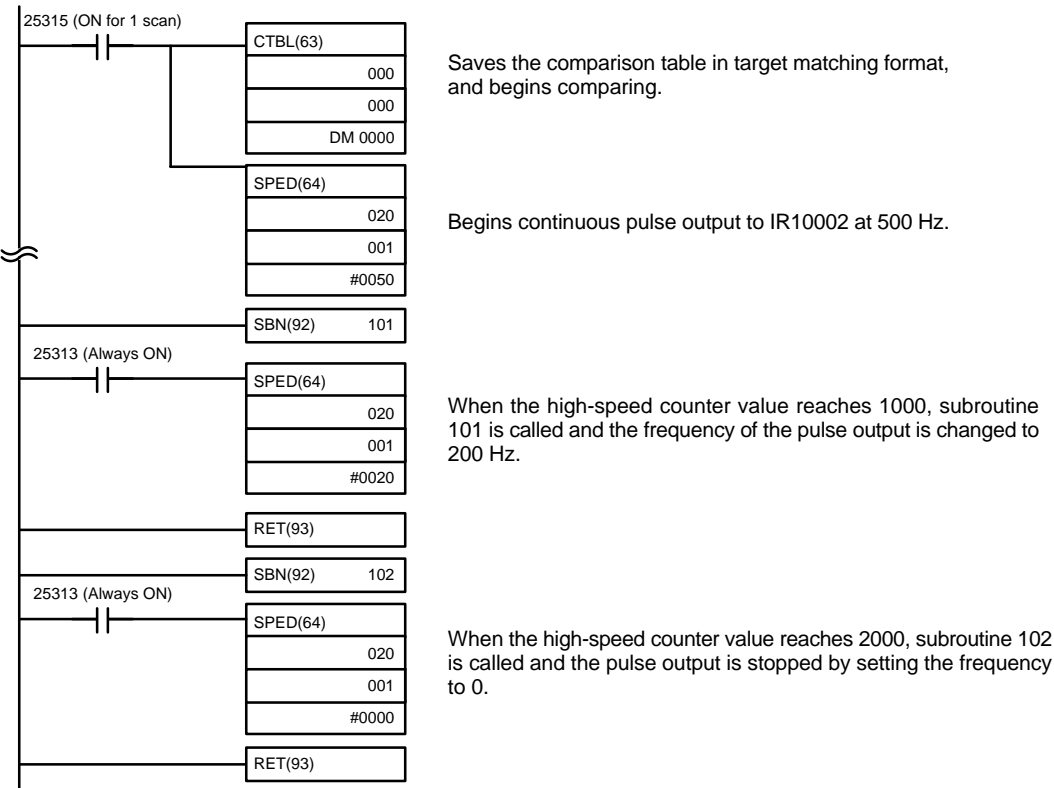 25315 (ON for 1 scan)
CTBL(63)
000
000
DM 0000
Saves the comparison table in target matching format,
and begins comparing.
SPED(64)
020
001
#0050
Begins continuous pulse output to IR10002 at 500 Hz.
SBN(92) 101
25313 (Always ON)
SPED(64)
020
001
#0020
When the high-speed counter value reaches 1000, subroutine
101 is called and the frequency of the pulse output is changed to
200 Hz.
RET(93)
SBN(92) 102
25313 (Always ON)
SPED(64)
020
001
#0000
When the high-speed counter value reaches 2000, subroutine 102
is called and the pulse output is stopped by setting the frequency
to 0.
RET(93)